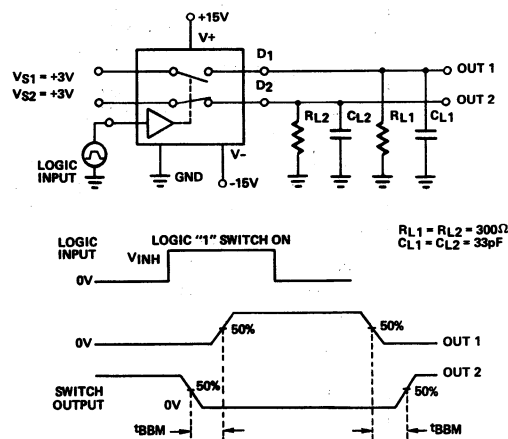 +15V
V+
D1
VS1 = +3V
OUT 1
D2
VS2 = +3V
OUT 2
RL2
CL2
RL1
CL1
V–
LOGIC
INPUT
GND
-15V
RL1 = RL2 = 300Ω
CL1 = CL2 = 33pF
LOGIC "1" SWITCH ON
LOGIC
INPUT
VINH
0V
50%
50%
0V
OUT 1
OUT 2
50%
50%
SWITCH
OUTPUT
0V
tBBM
tBBM